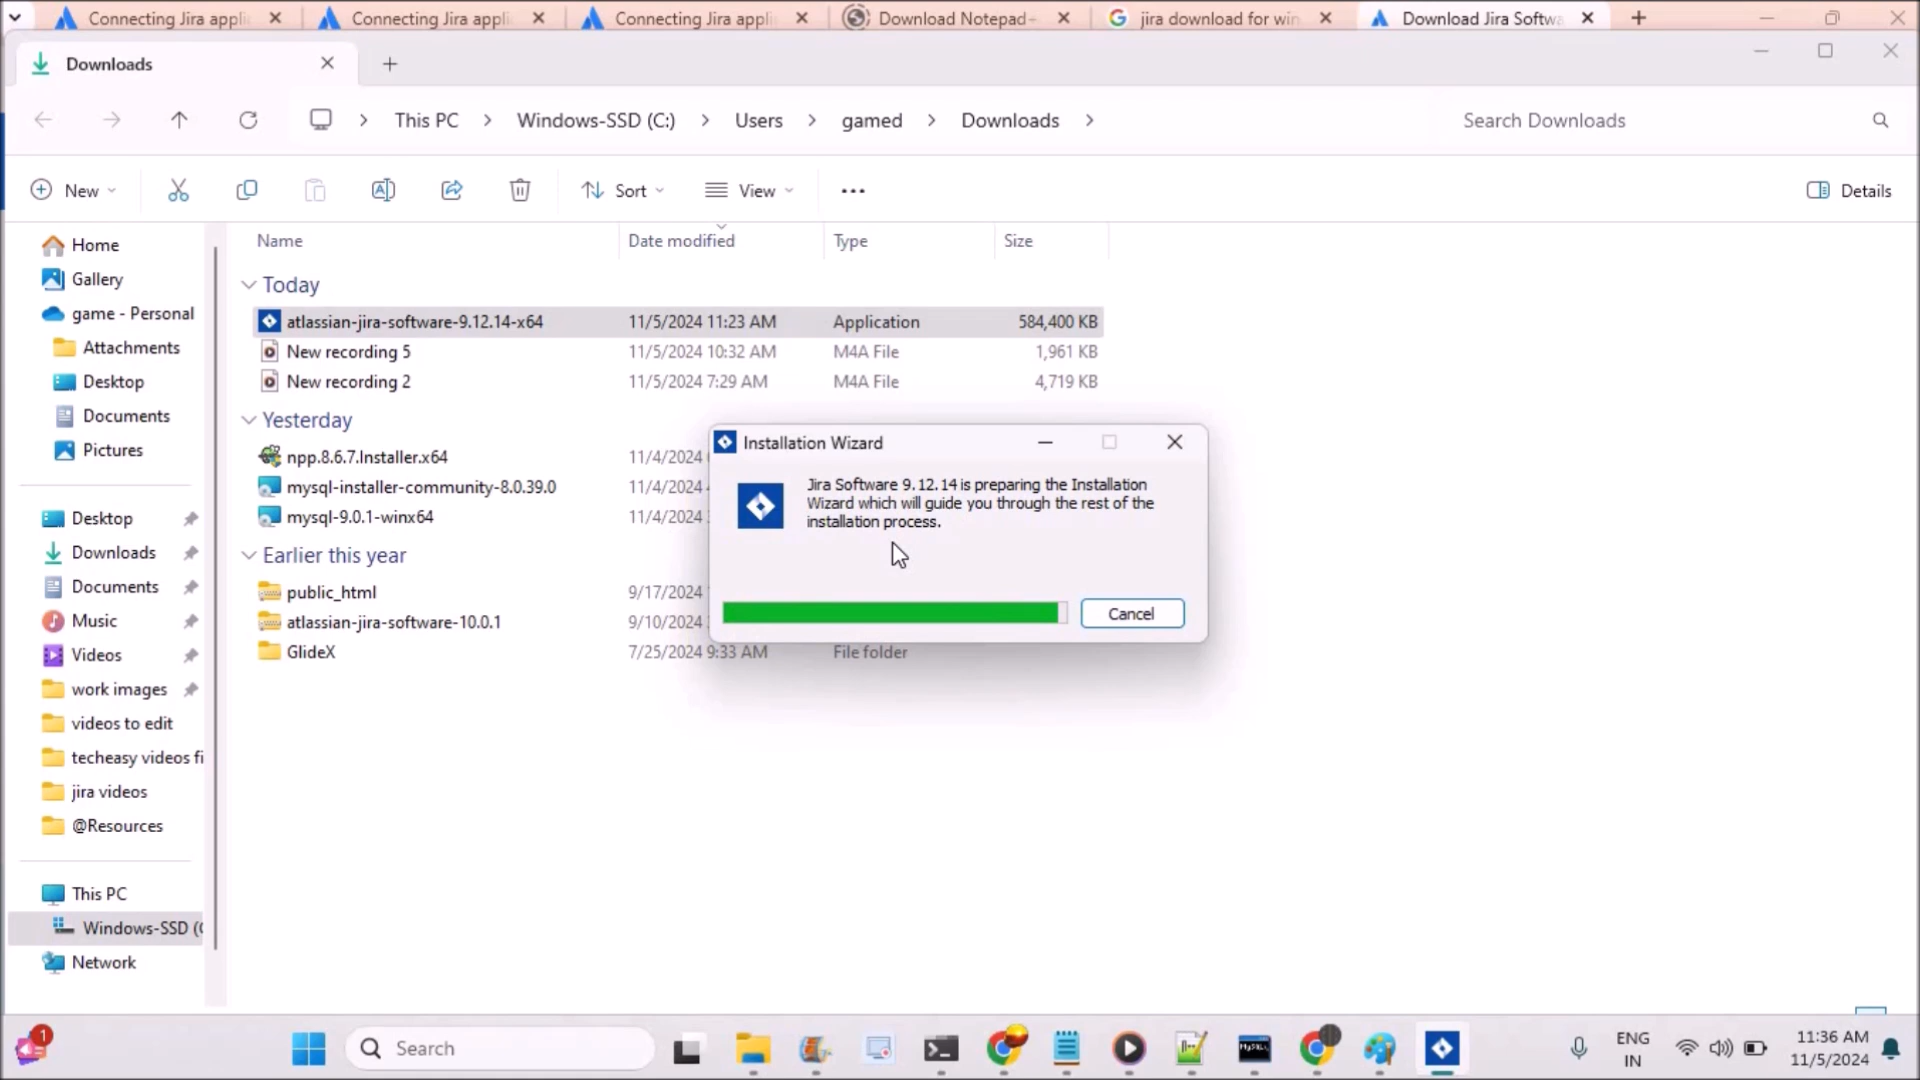 Connecting Jira appli
Connecting Jira appli
Connecting Jira appli
Download Notepad+
jira download for win
Download Jira Softwa
Downloads
This PC > Windows-SSD (C:) > Users > gamed > Downloads >
Search Downloads
New
Sort
View
Details
Name
Date modified
Type
Size
Today
atlassian-jira-software-9.12.14-x64 11/5/2024 11:23 AM Application 584,400 KB
New recording 5 11/5/2024 10:32 AM M4A File 1,961 KB
New recording 2 11/5/2024 7:29 AM M4A File 4,719 KB
Yesterday
npp.8.6.7.Installer.x64 11/4/2024
mysql-installer-community-8.0.39.0 11/4/2024
mysql-9.0.1-winx64 11/4/2024
Earlier this year
public_html 9/17/2024
atlassian-jira-software-10.0.1 9/10/2024
GlideX 7/25/2024 9:33 AM File folder
Home
Gallery
game - Personal
Attachments
Desktop
Documents
Pictures
Desktop
Downloads
Documents
Music
Videos
work images
videos to edit
techeasy videos fi
jira videos
@Resources
This PC
Windows-SSD (
Network
Installation Wizard
Jira Software 9.12.14 is preparing the Installation
Wizard which will guide you through the rest of the
installation process.
Cancel
1
Search
MySQL
ENG
IN
11:36 AM
11/5/2024